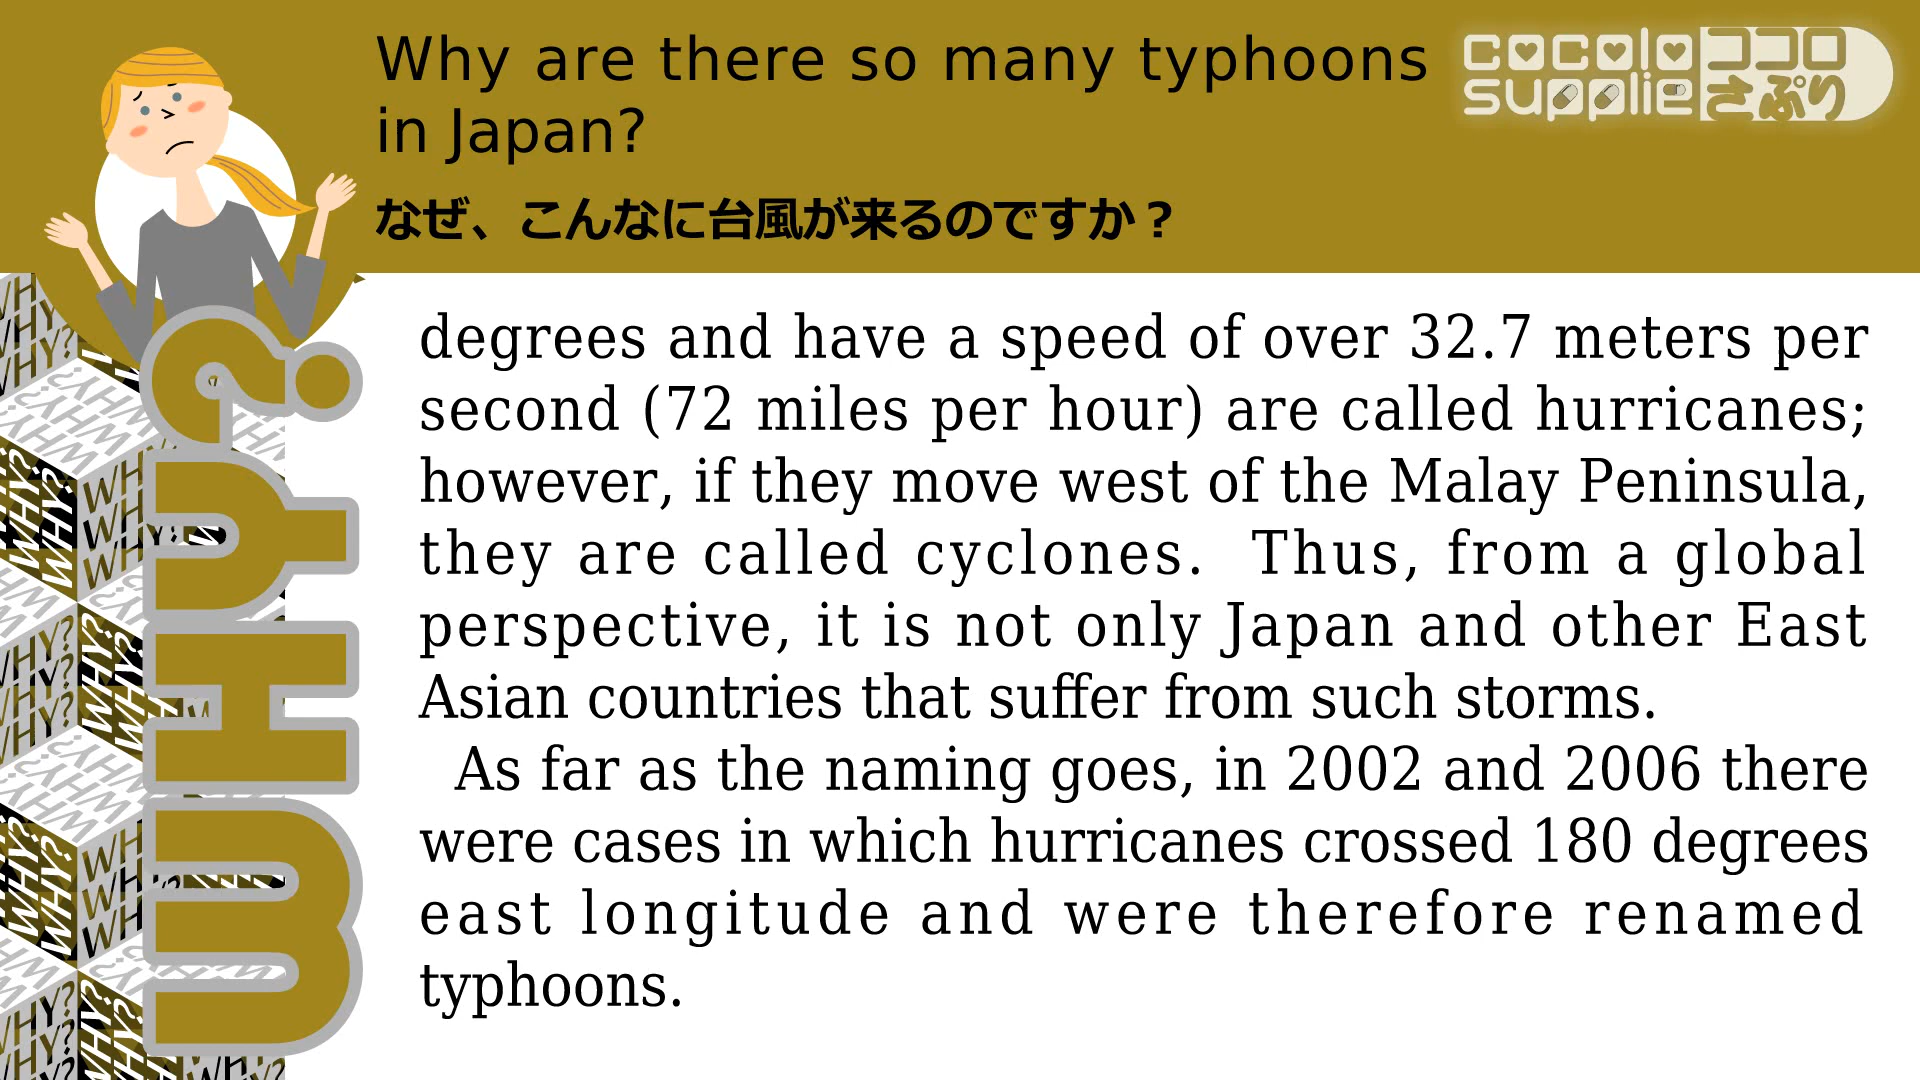 Why are there so many typhoons
in Japan?
なぜ、こんなに台風が来るのですか？
cocolo
supplie
ココロ
さぷり
degrees and have a speed of over 32.7 meters per
second (72 miles per hour) are called hurricanes;
however, if they move west of the Malay Peninsula,
they are called cyclones. Thus, from a global
perspective, it is not only Japan and other East
Asian countries that suffer from such storms.
As far as the naming goes, in 2002 and 2006 there
were cases in which hurricanes crossed 180 degrees
east longitude and were therefore renamed
typhoons.
WHY?